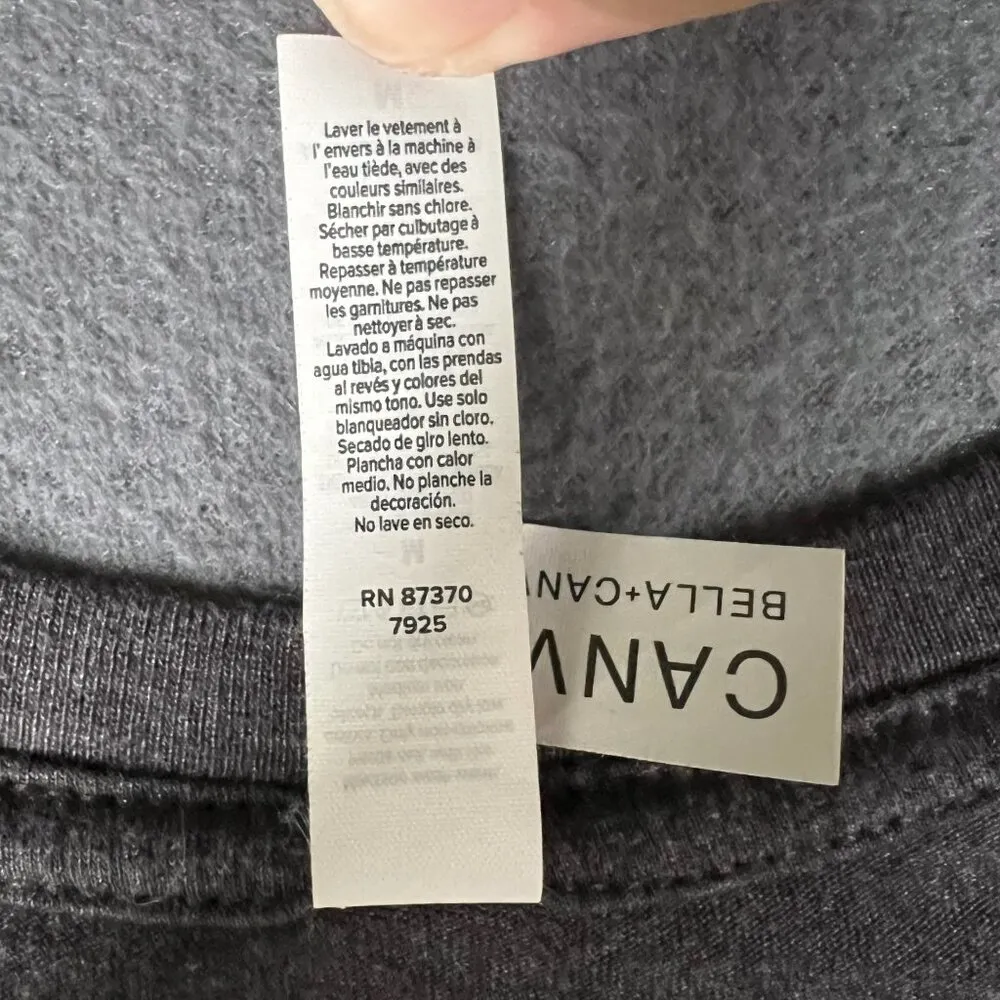 Laver le vetement à
l' envers à la machine à
l'eau tiède, avec des
couleurs similaires.
Blanchir sans chlore.
Sécher par culbutage à
basse température.
Repasser à température
moyenne. Ne pas repasser
les garnitures. Ne pas
nettoyer à sec.
Lavado a máquina con
agua tibia, con las prendas
al revés y colores del
mismo tono. Use solo
blanqueador sin cloro.
Secado de giro lento.
Plancha con calor
medio. No planche la
decoración.
No lave en seco.
RN 87370
7925
BELLA+CANV
CANV